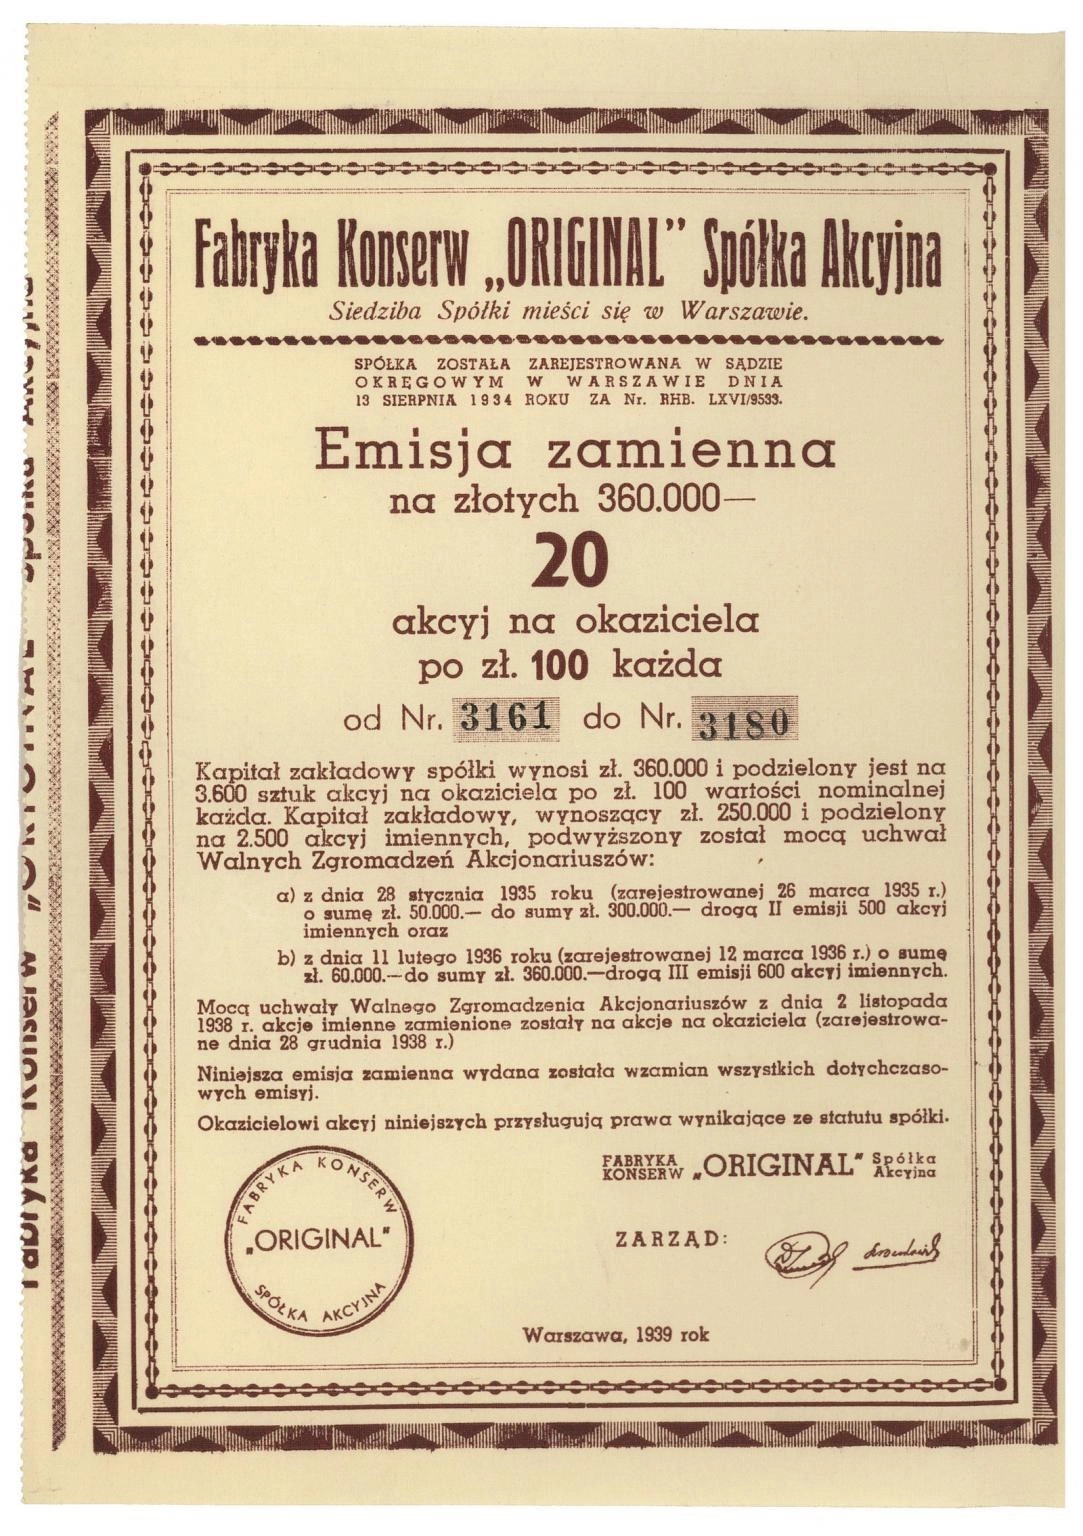 Fabryka Konserw „ORIGINAL” Spółka Akcyjna
Siedziba Spółki mieści się w Warszawie.
SPÓŁKA ZOSTAŁA ZAREJESTROWANA W SĄDZIE
OKRĘGOWYM W WARSZAWIE DNIA
13 SIERPNIA 1934 ROKU ZA Nr. RHB. LXVI/9533.
Emisja zamienna
na złotych 360.000—
20
akcyj na okaziciela
po zł. 100 każda
od Nr. 3161 do Nr. 3180
Kapitał zakładowy spółki wynosi zł. 360.000 i podzielony jest na
3.600 sztuk akcyj na okaziciela po zł. 100 wartości nominalnej
każda. Kapitał zakładowy, wynoszący zł. 250.000 i podzielony
na 2.500 akcyj imiennych, podwyższony został mocą uchwał
Walnych Zgromadzeń Akcjonariuszów:
a) z dnia 28 stycznia 1935 roku (zarejestrowanej 26 marca 1935 r.)
o sumę zł. 50.000.— do sumy zł. 300.000.— drogą II emisji 500 akcyj
imiennych oraz
b) z dnia 11 lutego 1936 roku (zarejestrowanej 12 marca 1936 r.) o sumę
zł. 60.000.—do sumy zł. 360.000.—drogą III emisji 600 akcyj imiennych.
Mocą uchwały Walnego Zgromadzenia Akcjonariuszów z dnia 2 listopada
1938 r. akcje imienne zamienione zostały na akcje na okaziciela (zarejestrowa-
ne dnia 28 grudnia 1938 r.)
Niniejsza emisja zamienna wydana została wzamian wszystkich dotychczaso-
wych emisyj.
Okazicielowi akcyj niniejszych przysługują prawa wynikające ze statutu spółki.
FABRYKA KONSERW „ORIGINAL” Spółka Akcyjna
ZARZĄD:
FABRYKA KONSERW
„ORIGINAL”
SPÓŁKA AKCYJNA
Warszawa, 1939 rok
Fabryka Konserw „ORIGINAL” Spółka Akcyjna